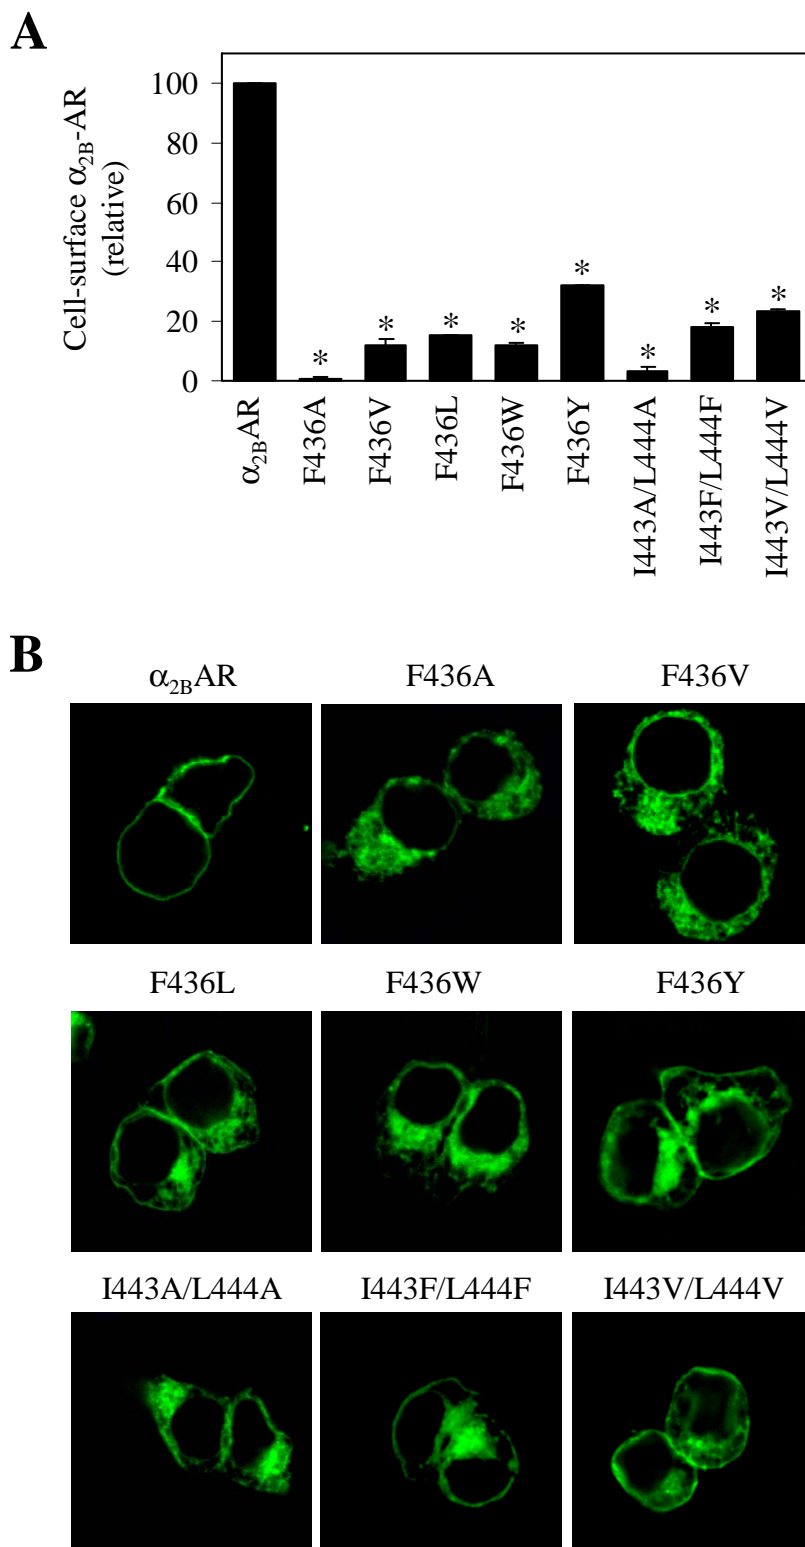 A
Cell-surface α2B-AR
(relative)
100
80
60
40
20
0
*
*
*
*
*
*
*
*
α2BAR
F436A
F436V
F436L
F436W
F436Y
I443A/L444A
I443F/L444F
I443V/L444V
B
α2BAR F436A F436V
F436L F436W F436Y
I443A/L444A I443F/L444F I443V/L444V